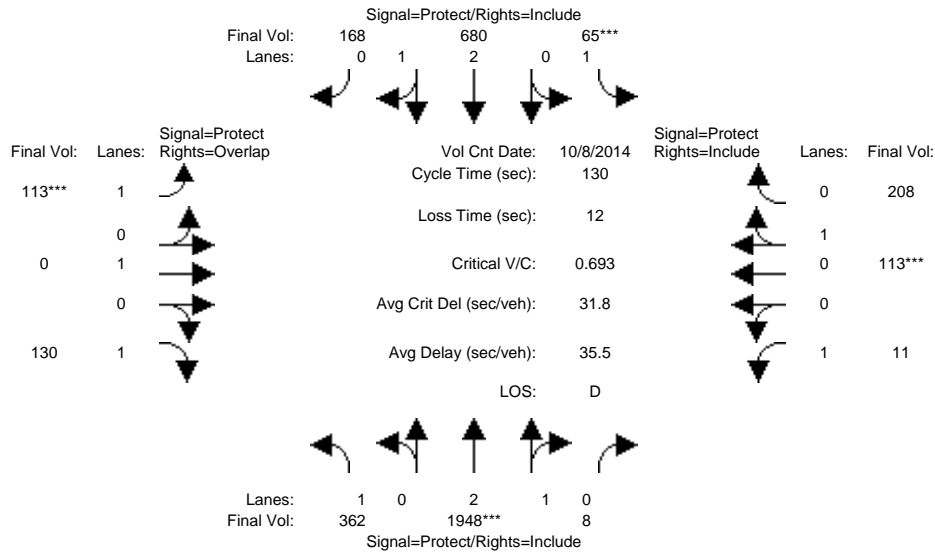 Signal=Protect/Rights=Include
Final Vol: 168 680 65***
Lanes: 0 1 2 0 1
Signal=Protect
Final Vol: Lanes: Rights=Overlap
Vol Cnt Date: 10/8/2014
Signal=Protect
Rights=Include Lanes: Final Vol:
Cycle Time (sec): 130
113*** 1
0 208
Loss Time (sec): 12
0
1
0 1
Critical V/C: 0.693
0 113***
0
Avg Crit Del (sec/veh): 31.8
0
130 1
Avg Delay (sec/veh): 35.5
1 11
LOS: D
Lanes: 1 0 2 1 0
Final Vol: 362 1948*** 8
Signal=Protect/Rights=Include